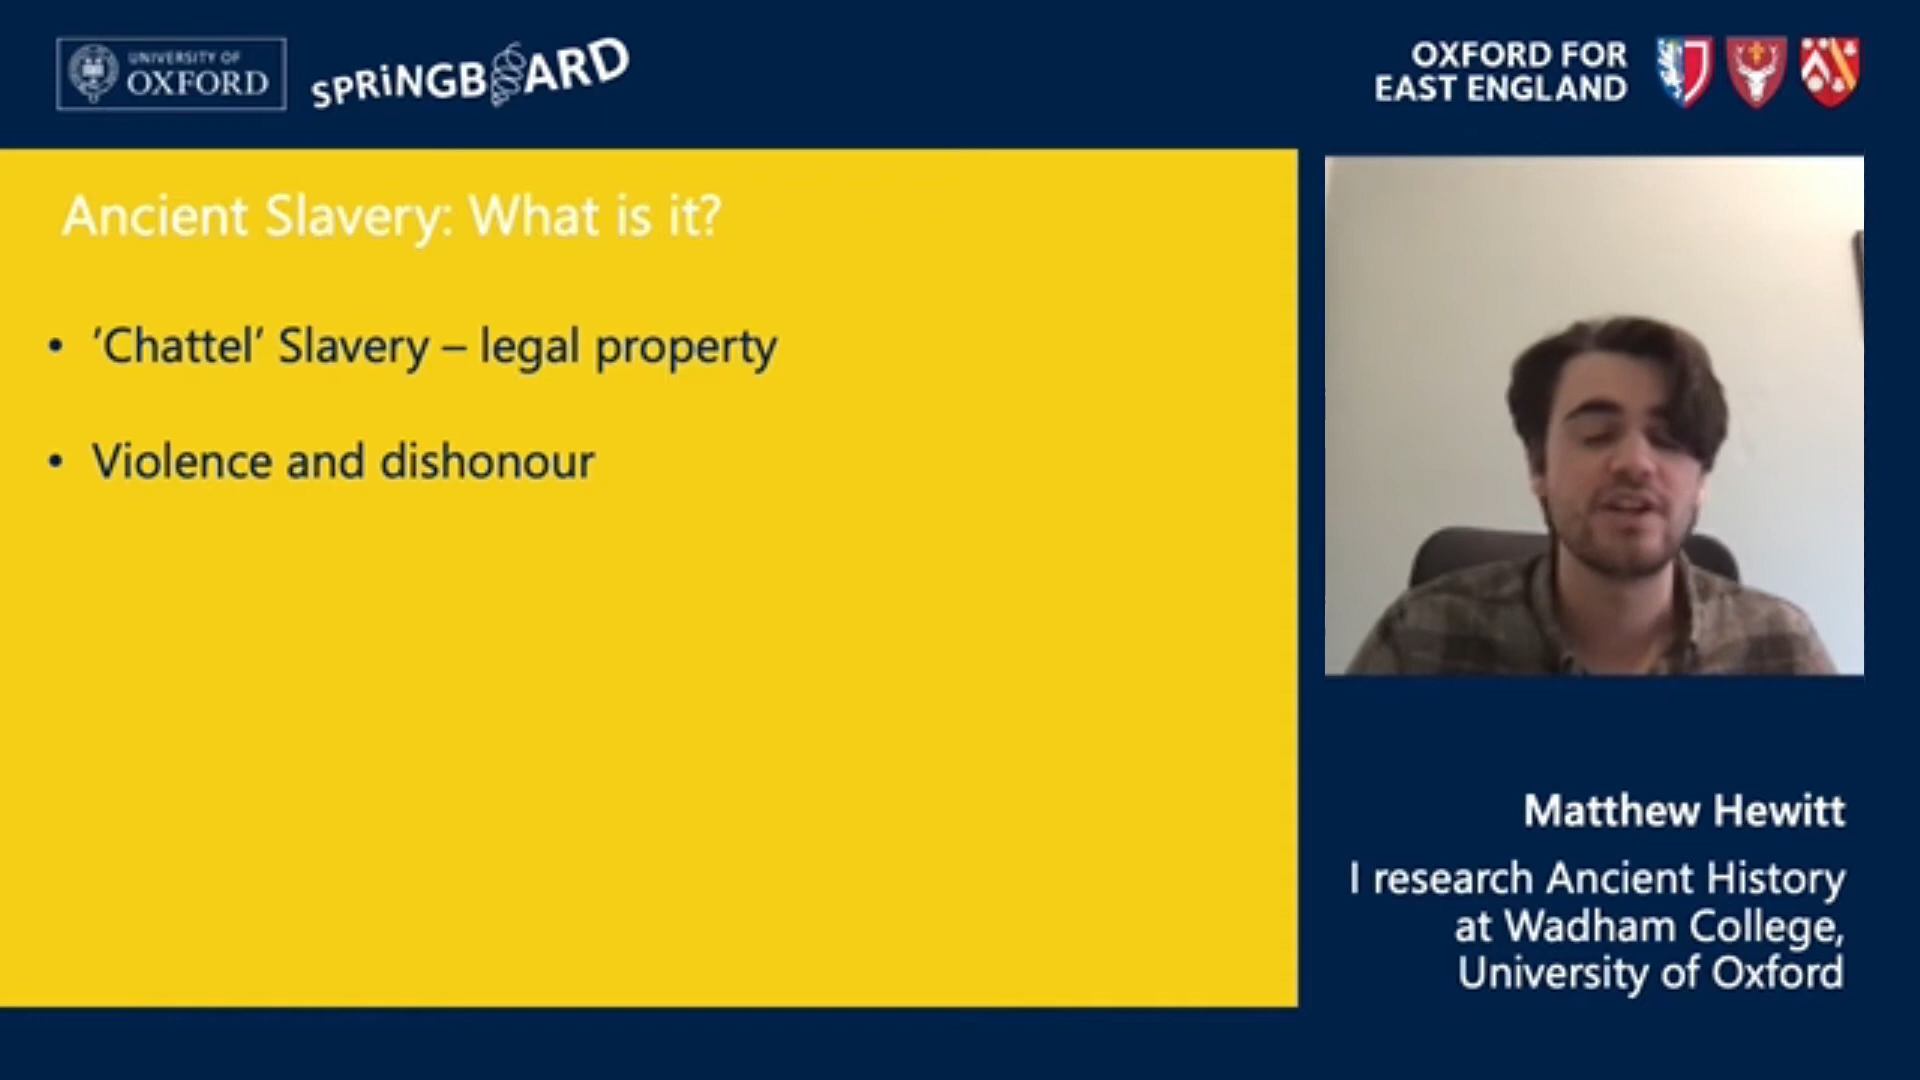 UNIVERSITY OF
OXFORD
SPRiNGBOARD
OXFORD FOR
EAST ENGLAND
Ancient Slavery: What is it?
• ‘Chattel’ Slavery – legal property
• Violence and dishonour
Matthew Hewitt
I research Ancient History
at Wadham College,
University of Oxford